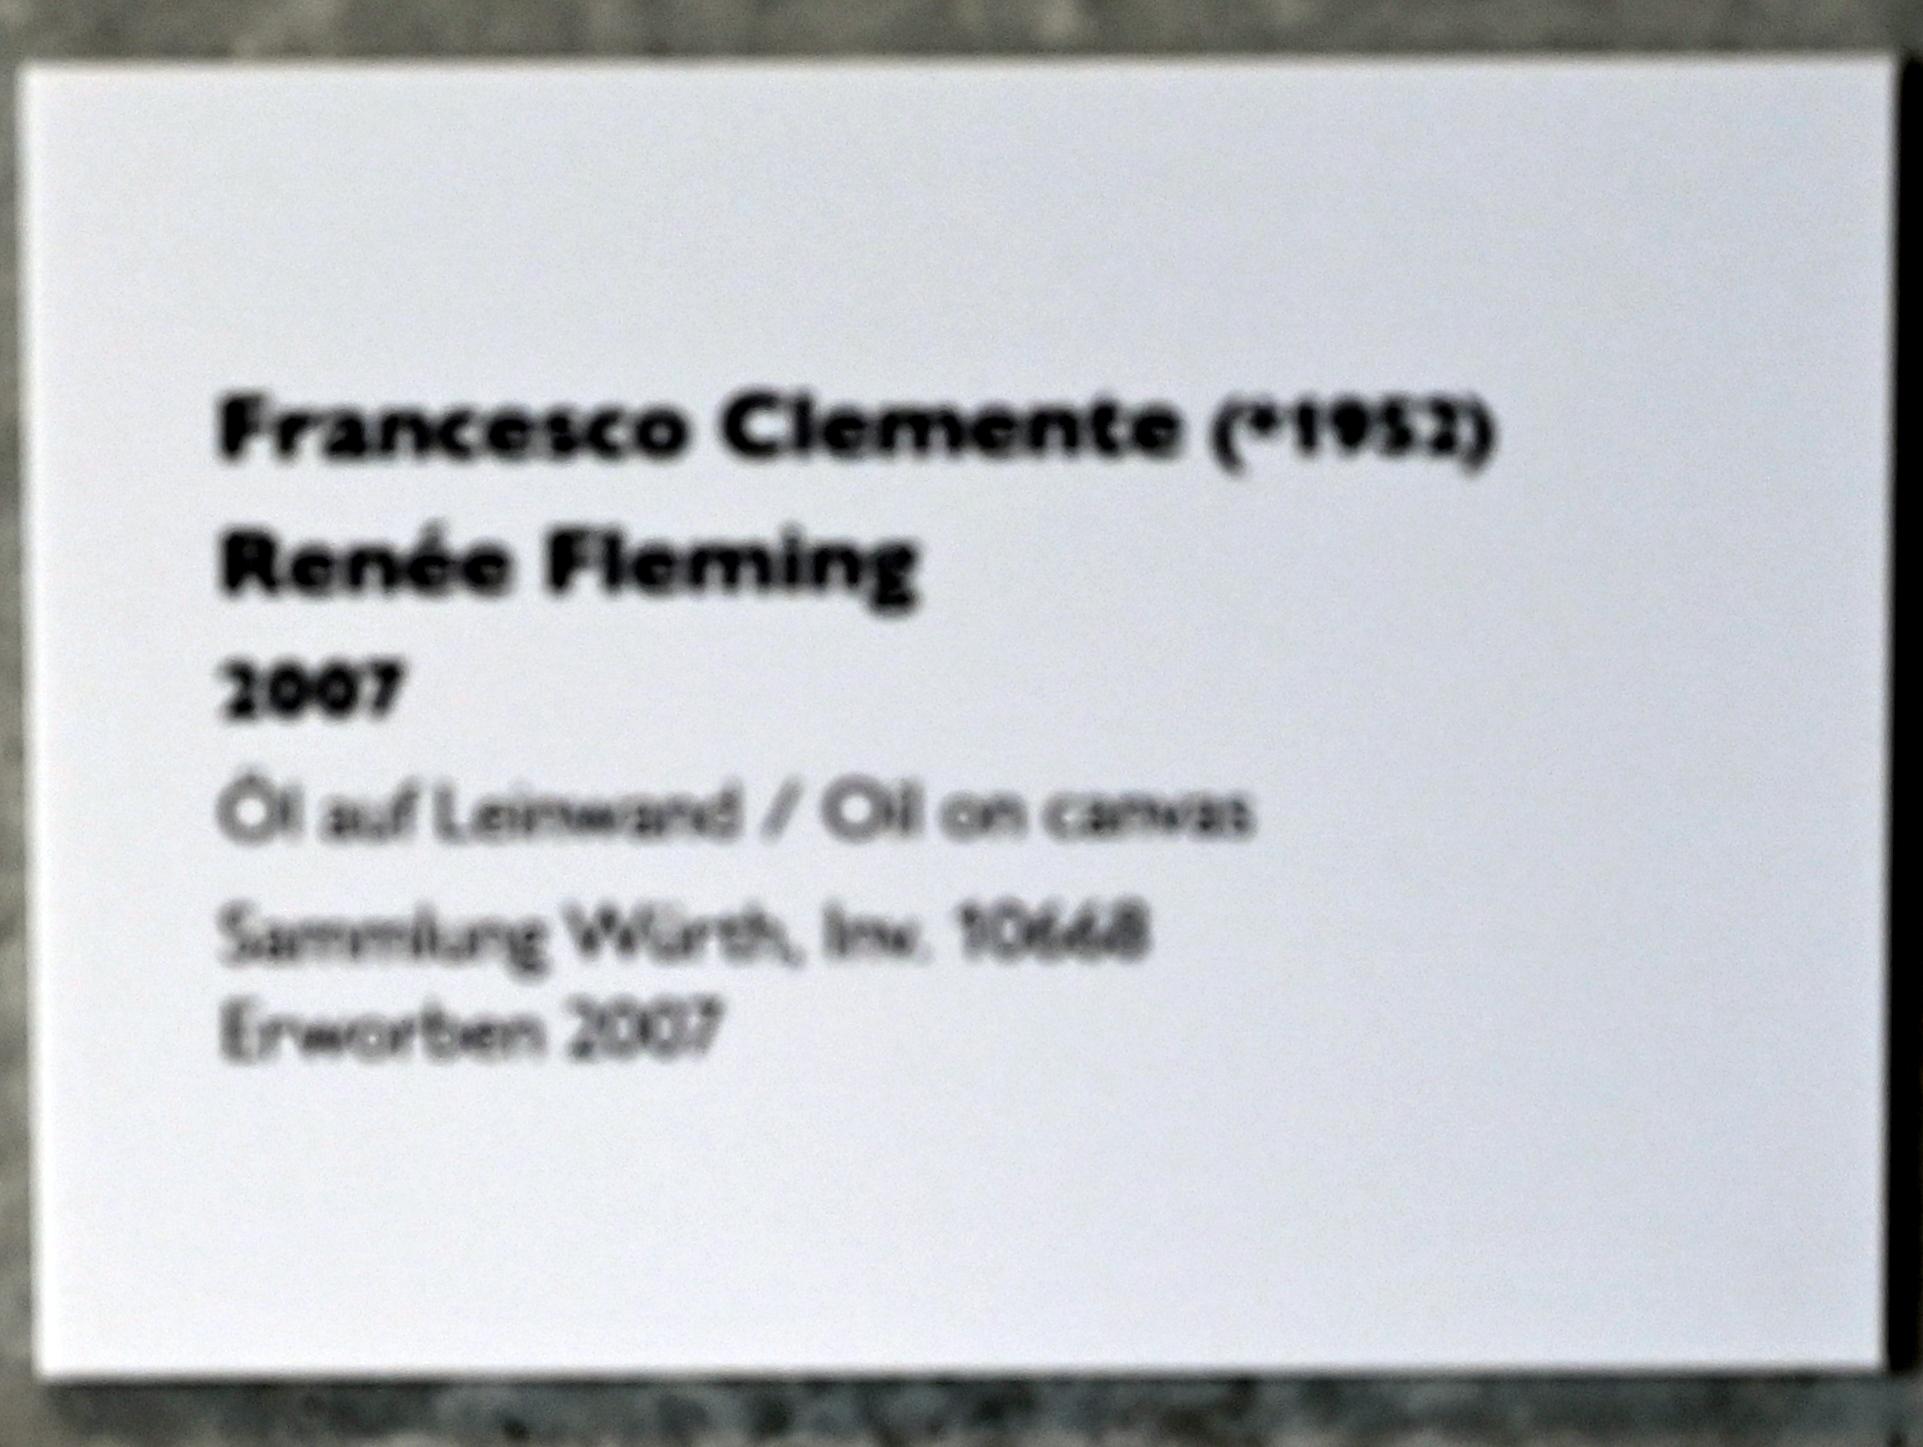 Francesco Clemente (*1952)
Renée Fleming
2007
Öl auf Leinwand / Oil on canvas
Sammlung Würth, Inv. 10668
Erworben 2007